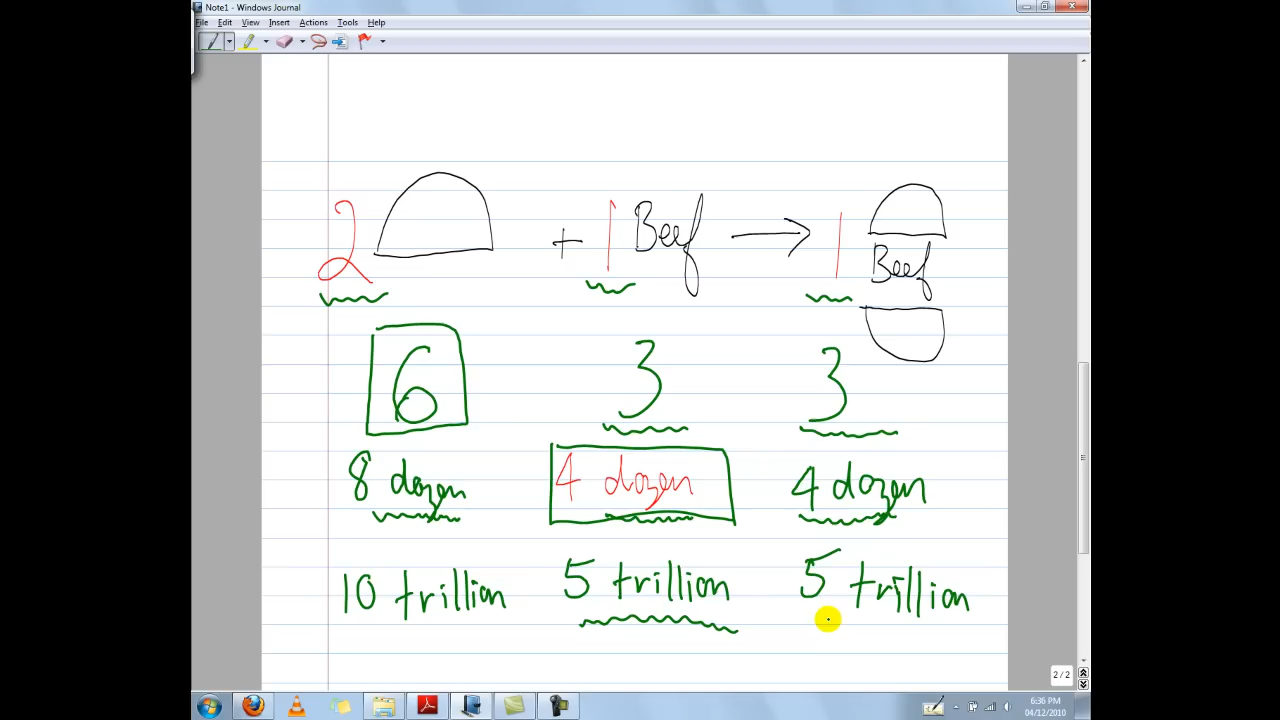 Note1 - Windows Journal
File Edit View Insert Actions Tools Help
2 + 1 Beef → 1 Beef
6 3 3
8 dozen 4 dozen 4 dozen
10 trillion 5 trillion 5 trillion
2 / 2
6:36 PM
04/12/2010